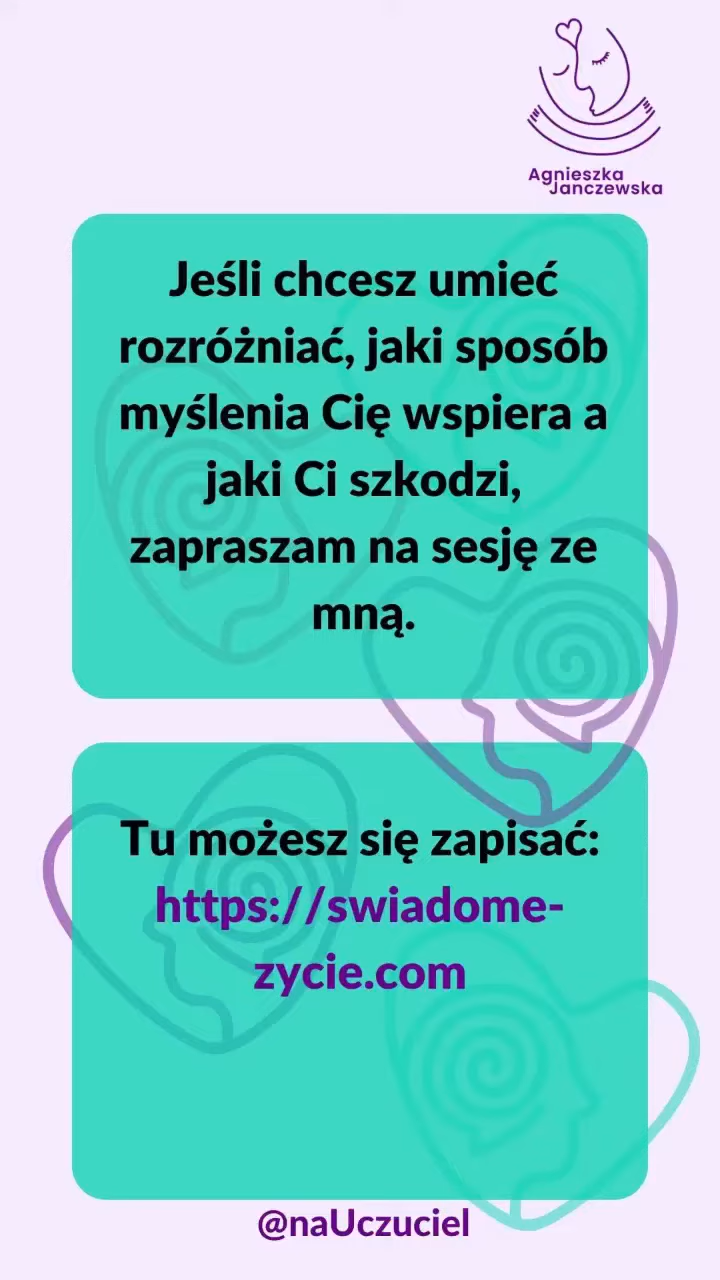 Agnieszka
Janczewska
Jeśli chcesz umieć
rozróżniać, jaki sposób
myślenia Cię wspiera a
jaki Ci szkodzi,
zapraszam na sesję ze
mną.
Tu możesz się zapisać:
https://swiadome-
zycie.com
@naUczuciel